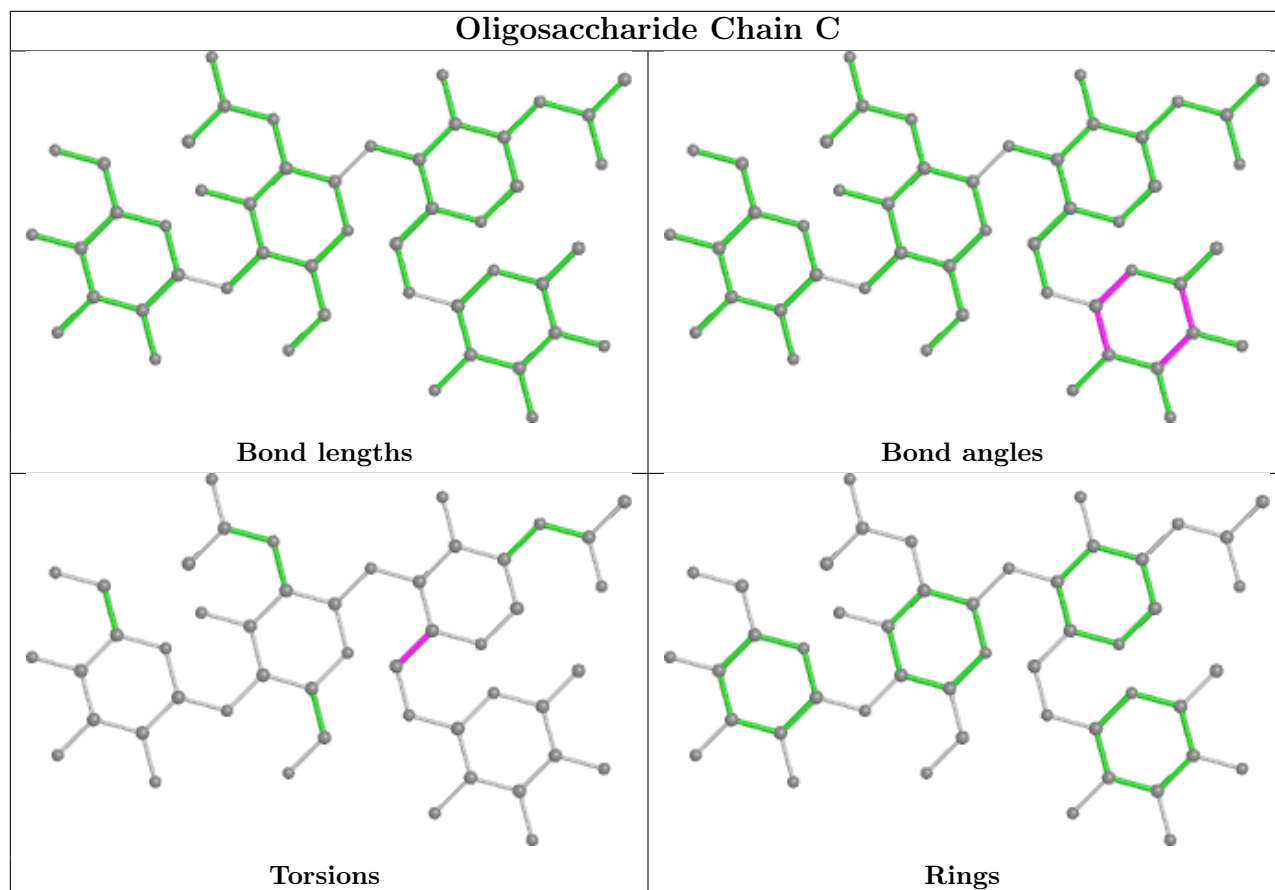 Oligosaccharide Chain C
Bond lengths
Bond angles
Torsions
Rings